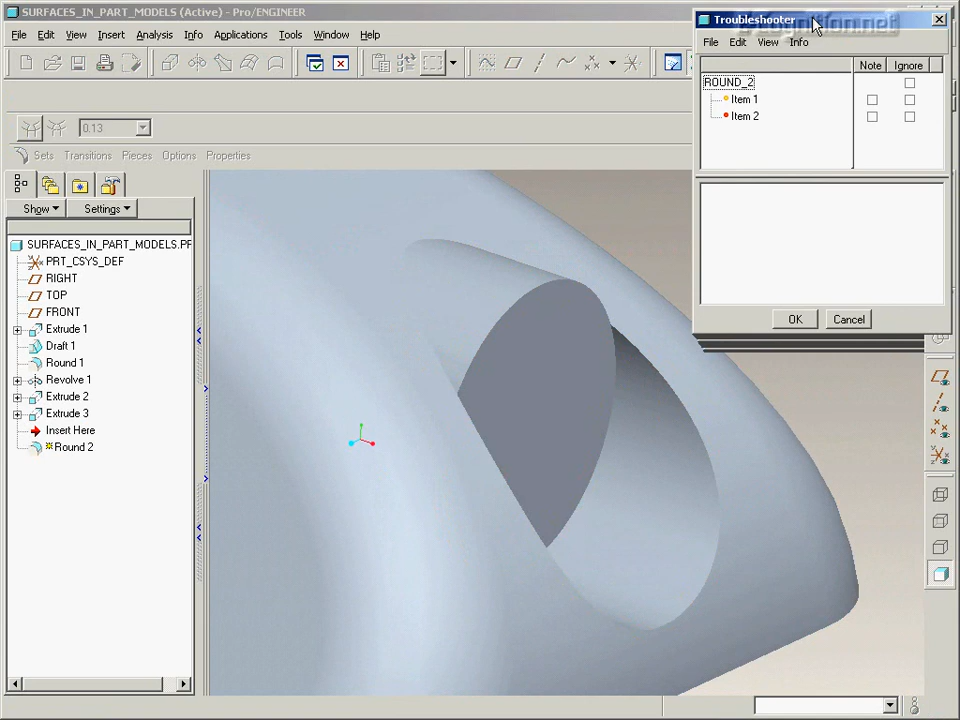 SURFACES_IN_PART_MODELS (Active) - Pro/ENGINEER
File Edit View Insert Analysis Info Applications Tools Window Help
0.13
Sets Transitions Pieces Options Properties
Show Settings
SURFACES_IN_PART_MODELS.PF
PRT_CSYS_DEF
RIGHT
TOP
FRONT
Extrude 1
Draft 1
Round 1
Revolve 1
Extrude 2
Extrude 3
Insert Here
Round 2
Troubleshooter
File Edit View Info
Note Ignore
ROUND_2
Item 1
Item 2
OK Cancel